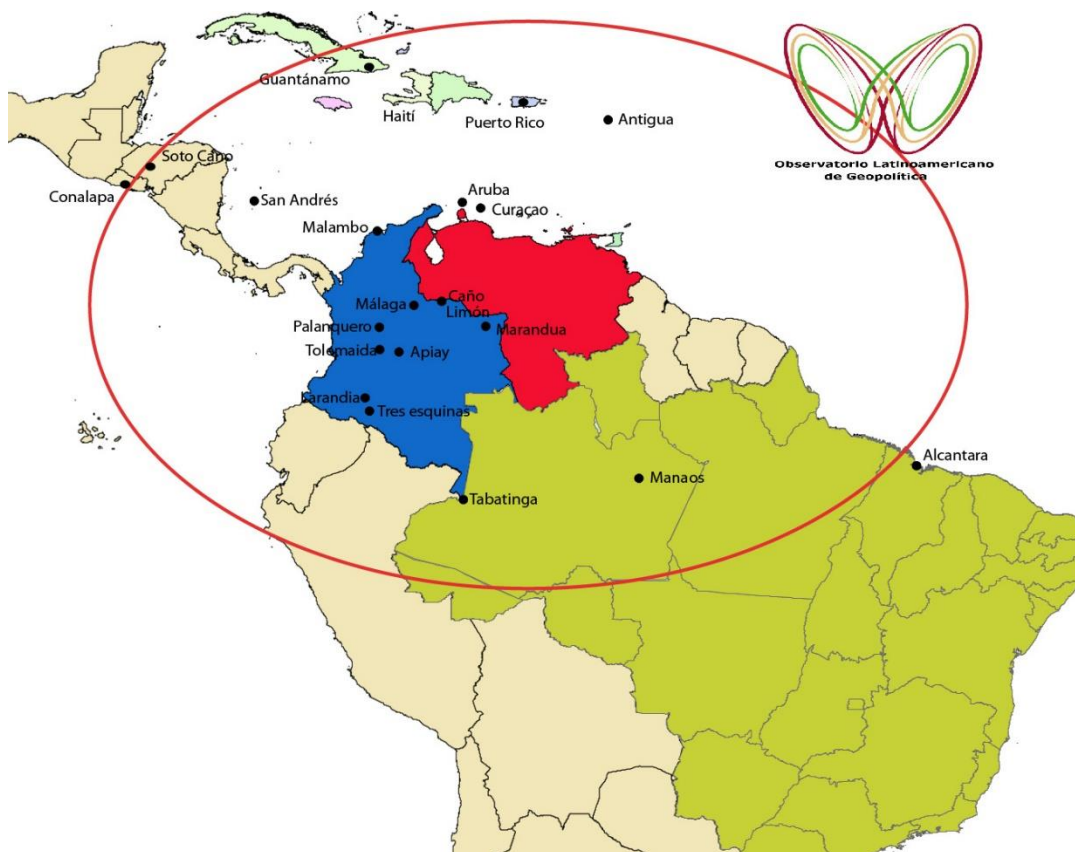 Guantánamo
Haití
Puerto Rico
Antigua
Observatorio Latinoamericano
de Geopolítica
Soto Cano
Conalapa
San Andrés
Aruba
Curaçao
Malambo
Caño
Limón
Málaga
Marandua
Palanquero
Tolemaida
Apiay
Larandia
Tres esquinas
Alcantara
Manaos
Tabatinga